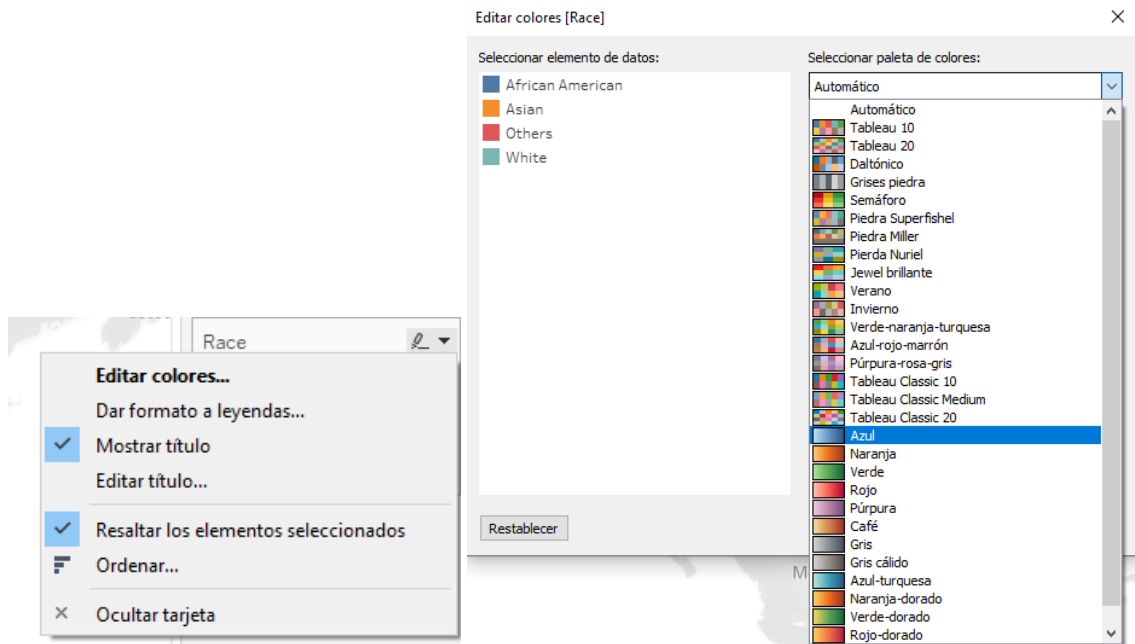 Race
Editar colores...
Dar formato a leyendas...
Mostrar título
Editar título...
Resaltar los elementos seleccionados
Ordenar...
Ocultar tarjeta
Editar colores [Race]
Seleccionar elemento de datos:
African American
Asian
Others
White
Restablecer
Seleccionar paleta de colores:
Automático
Automático
Tableau 10
Tableau 20
Daltónico
Grises piedra
Semáforo
Piedra Superfishel
Piedra Miller
Pierda Nuriel
Jewel brillante
Verano
Invierno
Verde-naranja-turquesa
Azul-rojo-marrón
Púrpura-rosa-gris
Tableau Classic 10
Tableau Classic Medium
Tableau Classic 20
Azul
Naranja
Verde
Rojo
Púrpura
Café
Gris
Gris cálido
Azul-turquesa
Naranja-dorado
Verde-dorado
Rojo-dorado
M